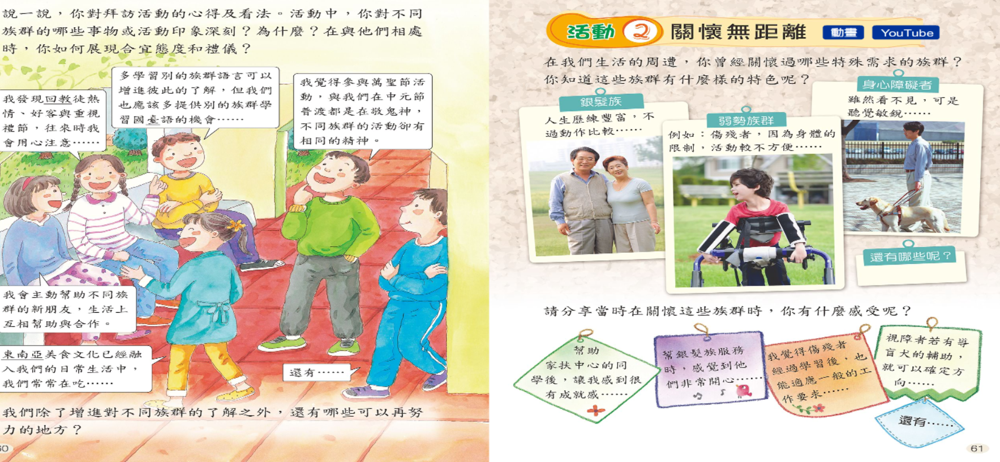 說一說，你對拜訪活動的心得及看法。活動中，你對不同
族群的哪些事物或活動印象深刻？為什麼？在與他們相處
時，你如何展現合宜態度和禮儀？
我發現回教徒熱
情、好客與重視
禮節，往來時我
會用心注意……
多學習別的族群語言可以
增進彼此的了解，但我們
也應該多提供別的族群學
習國臺語的機會……
我覺得參與萬聖節活
動，與我們在中元節
普渡都是在敬鬼神，
不同族群的活動卻有
相同的精神。
我會主動幫助不同族
群的新朋友，生活上
互相幫助與合作。
東南亞美食文化已經融
入我們的日常生活中，
我們常常在吃……
還有……
我們除了增進對不同族群的了解之外，還有哪些可以再努
力的地方？
60
活動 2 關懷無距離 動畫 YouTube
在我們生活的周遭，你曾經關懷過哪些特殊需求的族群？
你知道這些族群有什麼樣的特色呢？
銀髮族
人生歷練豐富，不
過動作比較……
弱勢族群
例如：傷殘者，因為身體的
限制，活動較不方便……
身心障礙者
雖然看不見，可是
聽覺敏銳……
還有哪些呢？
請分享當時在關懷這些族群時，你有什麼感受呢？
幫助
家扶中心的同
學後，讓我感到很
有成就感……
幫銀髮族服務
時，感覺到他
們非常開心……
我覺得傷殘者
經過學習後，也
能適應一般的工
作要求……
視障者若有導
盲犬的輔助，
就可以確定方
向……
還有……
61